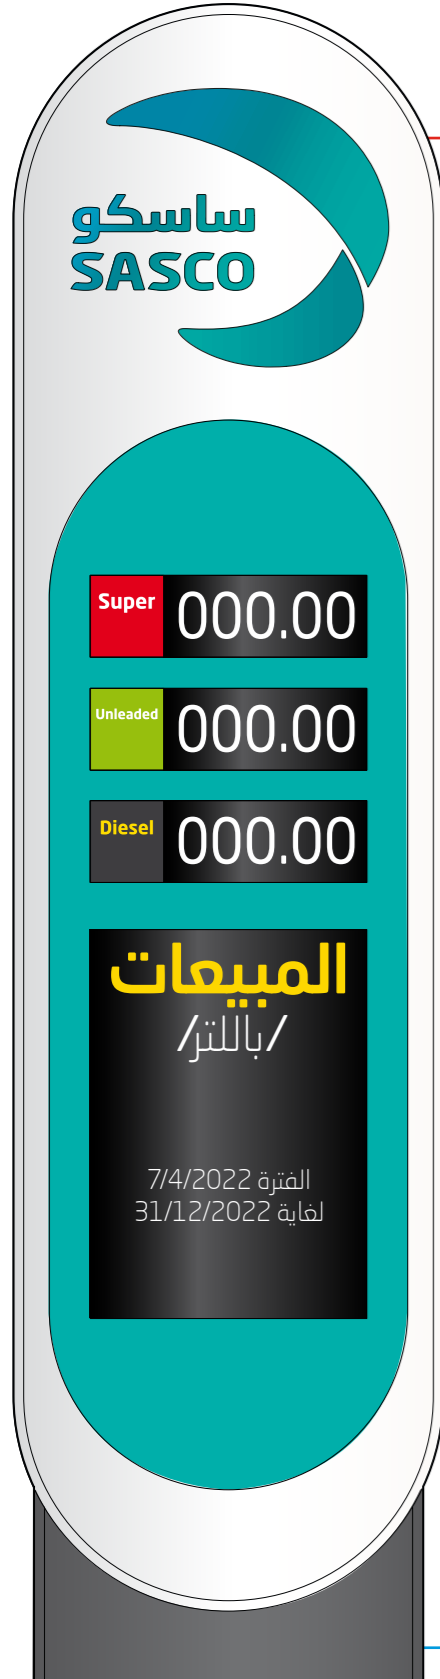 ساسكو
SASCO
Super 000.00
Unleaded 000.00
Diesel 000.00
المبيعات
/باللتر/
الفترة 7/4/2022
لغاية 31/12/2022